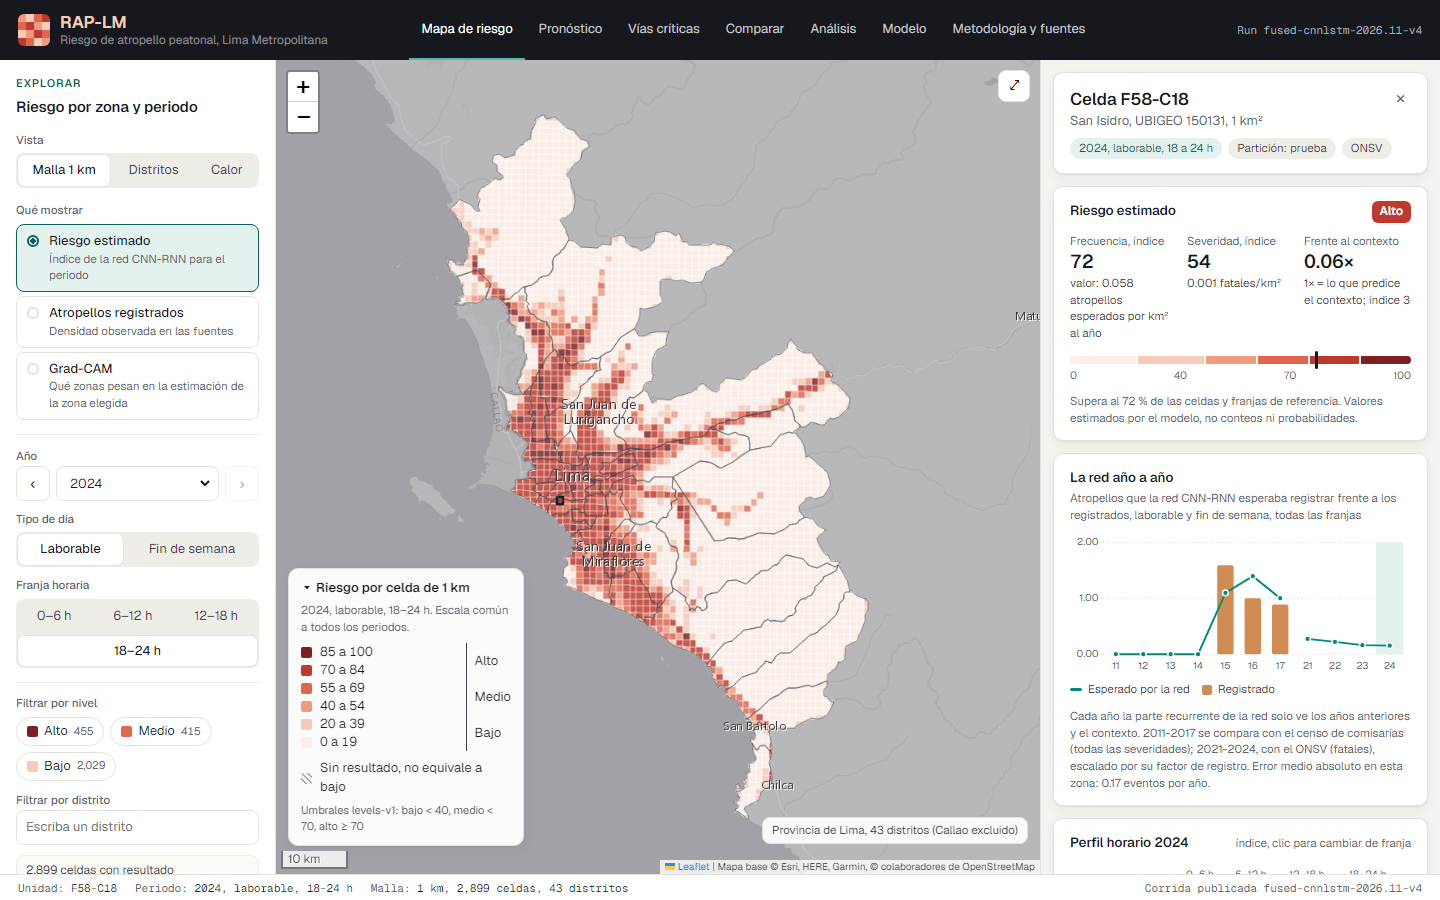 RAP-LM
Riesgo de atropello peatonal, Lima Metropolitana
Mapa de riesgo
Pronóstico
Vías críticas
Comparar
Análisis
Modelo
Metodología y fuentes
Run fused-cnnlstm-2026.11-v4
EXPLORAR
Riesgo por zona y periodo
Vista
Malla 1 km
Distritos
Calor
Qué mostrar
Riesgo estimado
Índice de la red CNN-RNN para el
periodo
Atropellos registrados
Densidad observada en las fuentes
Grad-CAM
Qué zonas pesan en la estimación de
la zona elegida
Año
‹
2024
›
Tipo de día
Laborable
Fin de semana
Franja horaria
0–6 h
6–12 h
12–18 h
18–24 h
Filtrar por nivel
Alto 455
Medio 415
Bajo 2,029
Filtrar por distrito
Escriba un distrito
2,899 celdas con resultado
+
−
CALLAO
San Juan de
Lurigancho
Lima
San Juan de
Miraflores
San Bartolo
Chilca
Matu
Riesgo por celda de 1 km
2024, laborable, 18–24 h. Escala común
a todos los periodos.
85 a 100
70 a 84
55 a 69
40 a 54
20 a 39
0 a 19
Alto
Medio
Bajo
Sin resultado, no equivale a
bajo
Umbrales levels-v1: bajo < 40, medio <
70, alto ≥ 70
10 km
Provincia de Lima, 43 distritos (Callao excluido)
Leaflet | Mapa base © Esri, HERE, Garmin, © colaboradores de OpenStreetMap
Celda F58-C18
×
San Isidro, UBIGEO 150131, 1 km²
2024, laborable, 18 a 24 h
Partición: prueba
ONSV
Riesgo estimado
Alto
Frecuencia, índice
72
valor: 0.058
atropellos
esperados por km²
al año
Severidad, índice
54
0.001 fatales/km²
Frente al contexto
0.06×
1× = lo que predice
el contexto; índice 3
0
40
70
100
Supera al 72 % de las celdas y franjas de referencia. Valores
estimados por el modelo, no conteos ni probabilidades.
La red año a año
Atropellos que la red CNN-RNN esperaba registrar frente a los
registrados, laborable y fin de semana, todas las franjas
2.00
1.00
0.00
11 12 13 14 15 16 17 21 22 23 24
Esperado por la red
Registrado
Cada año la parte recurrente de la red solo ve los años anteriores
y el contexto. 2011-2017 se compara con el censo de comisarías
(todas las severidades); 2021-2024, con el ONSV (fatales),
escalado por su factor de registro. Error medio absoluto en esta
zona: 0.17 eventos por año.
Perfil horario 2024
índice, clic para cambiar de franja
0–6 h 6–12 h 12–18 h 18–24 h
Unidad: F58-C18
Periodo: 2024, laborable, 18–24 h
Malla: 1 km, 2,899 celdas, 43 distritos
Corrida publicada fused-cnnlstm-2026.11-v4